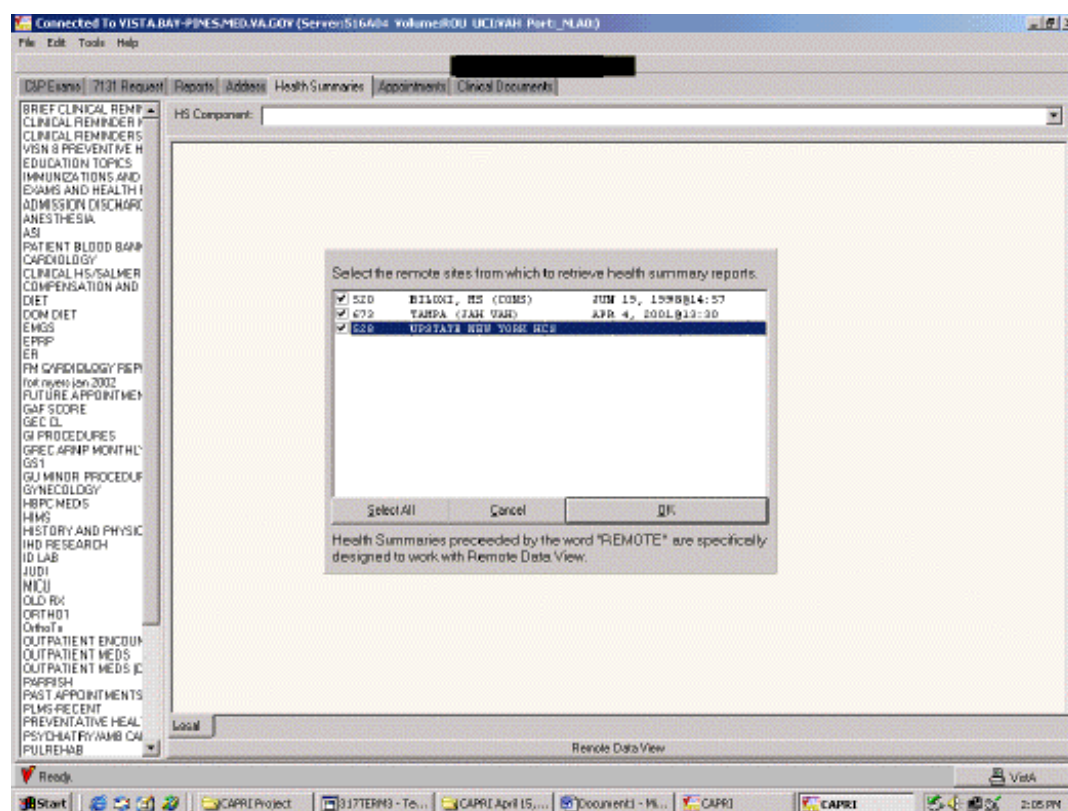 Connected To VISTA.BAY-PINES.MED.VA.GOV (Server:516A04 Volume:ROU UCI:VAH Port:_NLA0:)
File Edit Tools Help
C&P Exams 7131 Request Reports Address Health Summaries Appointments Clinical Documents
BRIEF CLINICAL REMI
CLINICAL REMINDER
CLINICAL REMINDERS
VISN 8 PREVENTIVE H
EDUCATION TOPICS
IMMUNIZATIONS AND
EXAMS AND HEALTH
ADMISSION DISCHARG
ANESTHESIA
ASI
PATIENT BLOOD BANK
CARDIOLOGY
CLINICAL HS/SALMER
COMPENSATION AND
DIET
DOM DIET
EMGS
EPRP
ER
FM CARDIOLOGY REP
fort myers jan 2002
FUTURE APPOINTMEN
GAF SCORE
GEC CL
GI PROCEDURES
GREC ARNP MONTHL
GS1
GU MINOR PROCEDUR
GYNECOLOGY
HBPC MEDS
HIMS
HISTORY AND PHYSIC
IHD RESEARCH
ID LAB
JUDI
MICU
OLD RX
ORTHO1
OrthoTx
OUTPATIENT ENCOUN
OUTPATIENT MEDS
OUTPATIENT MEDS (C
PARRISH
PAST APPOINTMENTS
PLMS-RECENT
PREVENTATIVE HEAL
PSYCHIATRY/AMB CA
PULREHAB
HS Component:
Select the remote sites from which to retrieve health summary reports.
520 BILOXI, MS (CONS) JUN 19, 1998@14:57
673 TAMPA (JAH VAH) APR 4, 2001@13:30
528 UPSTATE NEW YORK HCS
Select All Cancel OK
Health Summaries preceeded by the word "REMOTE" are specifically
designed to work with Remote Data View.
Local
Remote Data View
Ready. VistA
Start CAPRI Project 317TERM3 - Te... CAPRI April 15,... Document1 - Mi... CAPRI CAPRI 2:05 PM